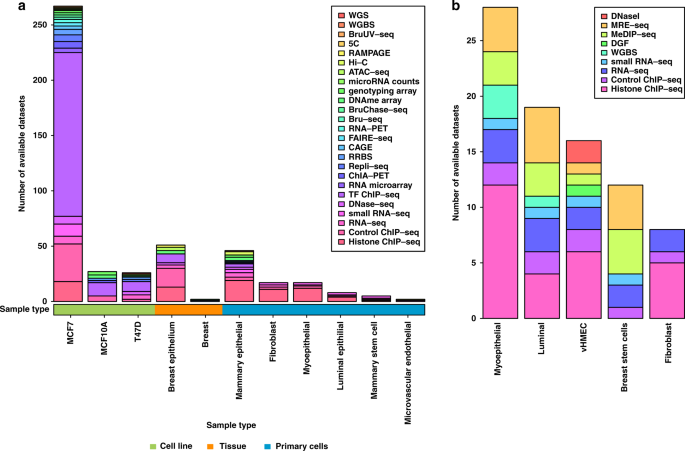 a
Number of available datasets
250
200
150
100
50
0
WGS
WGBS
BruUV–seq
5C
RAMPAGE
Hi–C
ATAC–seq
microRNA counts
genotyping array
DNAme array
BruChase–seq
Bru–seq
RNA–PET
FAIRE–seq
CAGE
RRBS
Repli–seq
ChIA–PET
RNA microarray
TF ChIP–seq
DNase–seq
small RNA–seq
RNA–seq
Control ChIP–seq
Histone ChIP–seq
Sample type
MCF7
MCF10A
T47D
Breast epithelium
Breast
Mammary epithelial
Fibroblast
Myoepithelial
Luminal epithelial
Mammary stem cell
Microvascular endothelial
Sample type
Cell line
Tissue
Primary cells
b
Number of available datasets
25
20
15
10
5
0
DNaseI
MRE–seq
MeDIP–seq
DGF
WGBS
small RNA–seq
RNA–seq
Control ChIP–seq
Histone ChIP–seq
Myoepithelial
Luminal
vHMEC
Breast stem cells
Fibroblast